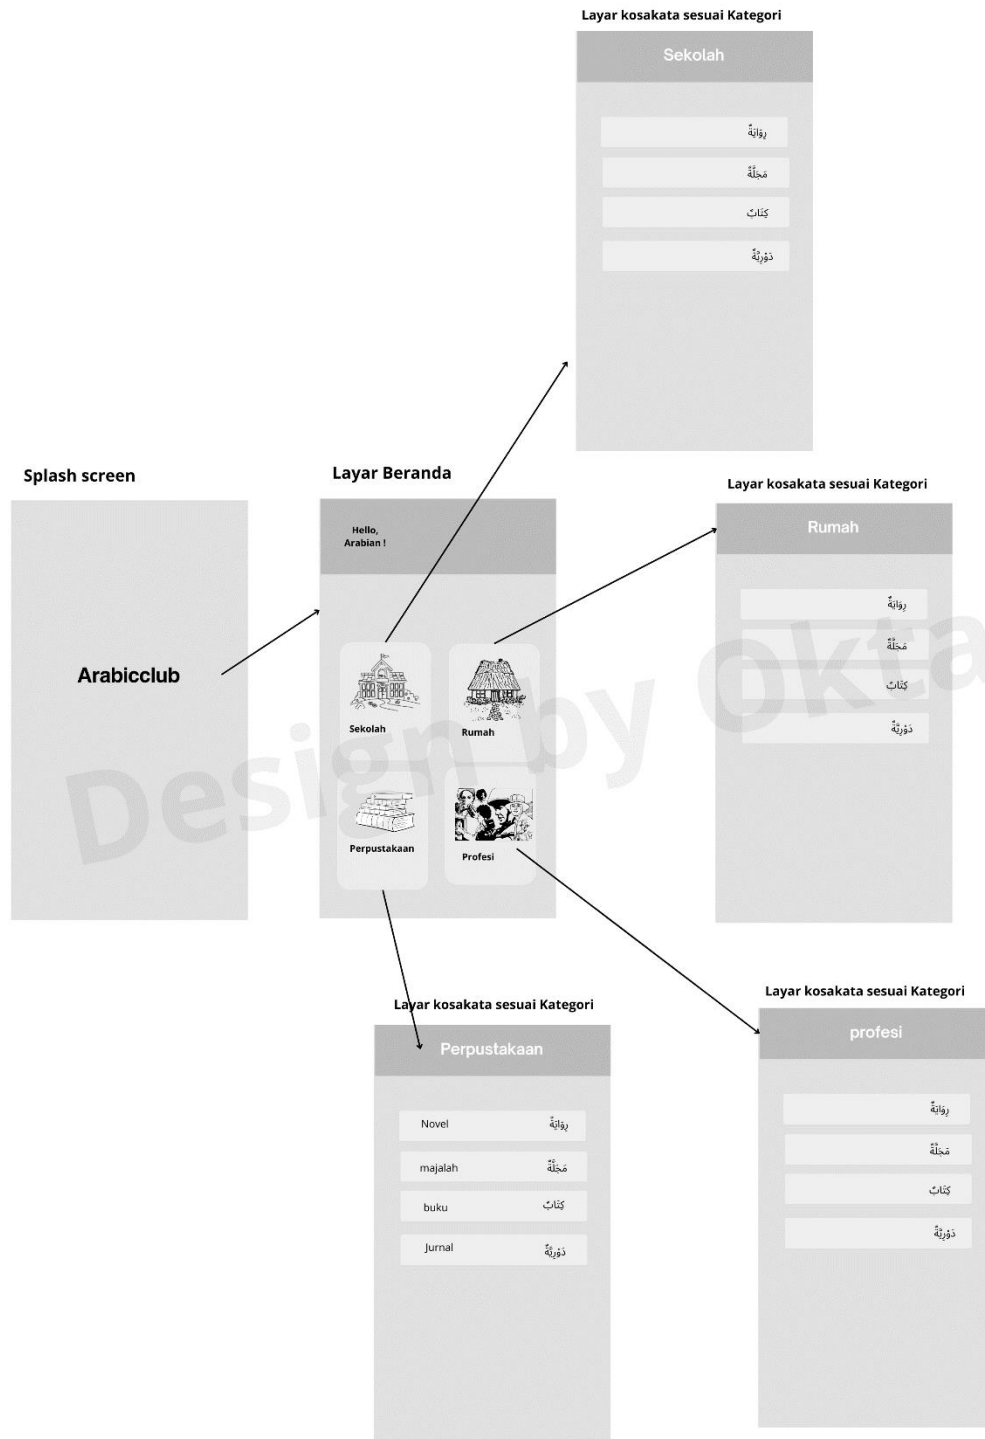 Layar kosakata sesuai Kategori
Sekolah
رِوَايَةٌ
مَجَلَّةٌ
كِتَابٌ
دَوْرِيَّةٌ
Splash screen
Arabicclub
Layar Beranda
Hello,
Arabian !
Sekolah
Rumah
Perpustakaan
Profesi
Layar kosakata sesuai Kategori
Rumah
رِوَايَةٌ
مَجَلَّةٌ
كِتَابٌ
دَوْرِيَّةٌ
Design by Okta
Layar kosakata sesuai Kategori
Perpustakaan
Novel رِوَايَةٌ
majalah مَجَلَّةٌ
buku كِتَابٌ
Jurnal دَوْرِيَّةٌ
Layar kosakata sesuai Kategori
profesi
رِوَايَةٌ
مَجَلَّةٌ
كِتَابٌ
دَوْرِيَّةٌ